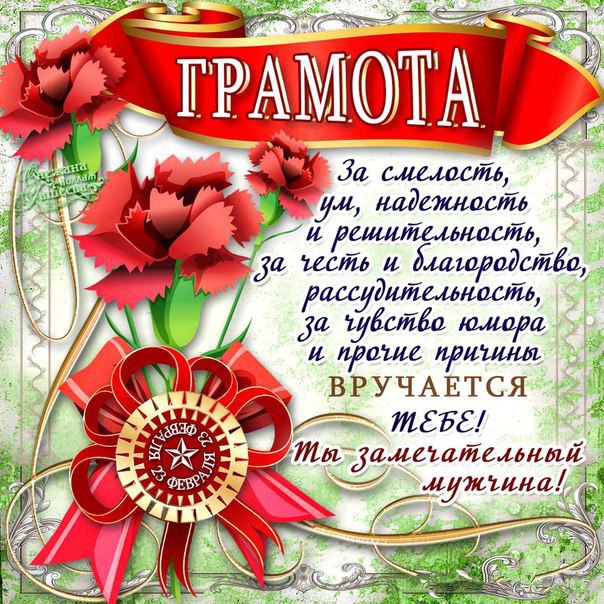 ГРАМОТА
За смелость,
ум, надежность
и решительность,
за честь и благородство,
рассудительность,
за чувство юмора
и прочие причины
ВРУЧАЕТСЯ
ТЕБЕ!
Ты замечательный
мужчина!
23 ФЕВРАЛЯ
23 ФЕВРАЛЯ